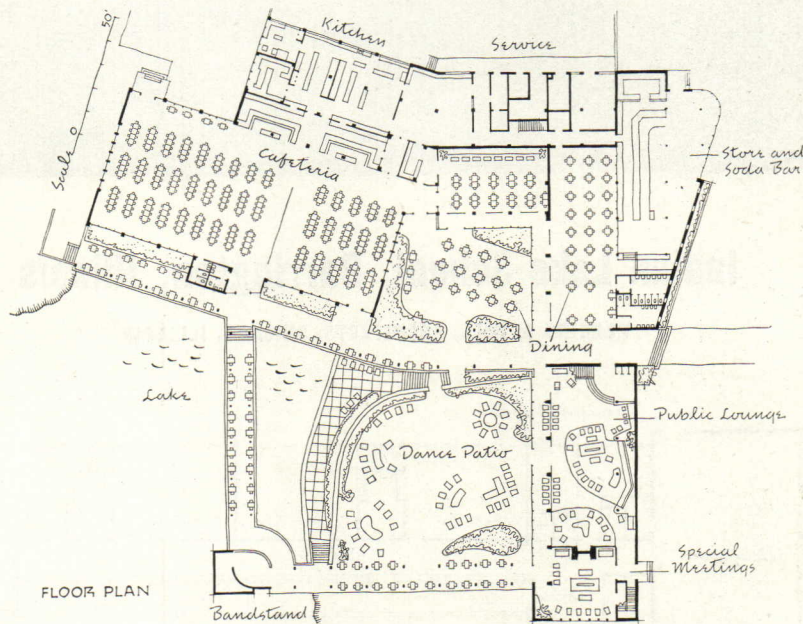 50'
Scale 0
Kitchen
Service
Cafeteria
Store and
Soda Bar
Dining
Lake
Public Lounge
Dance Patio
Special
Meetings
FLOOR PLAN
Bandstand